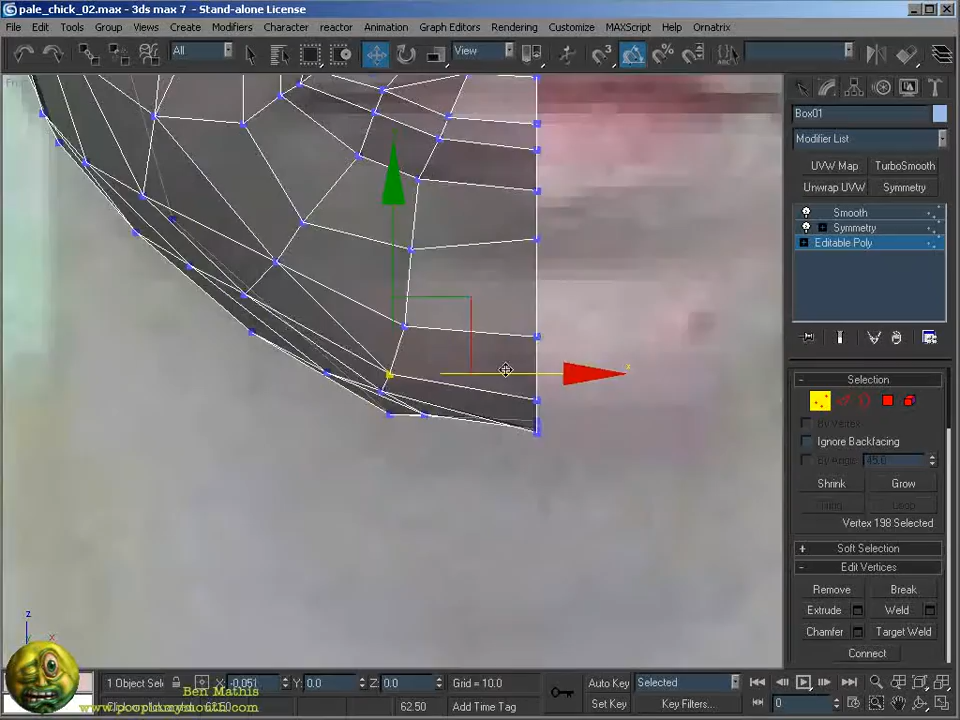 pale_chick_02.max - 3ds max 7 - Stand-alone License
File Edit Tools Group Views Create Modifiers Character reactor Animation Graph Editors Rendering Customize MAXScript Help Ornatrix
All View
Box01
Modifier List
UVW Map TurboSmooth
Unwrap UVW Symmetry
Smooth
Symmetry
Editable Poly
Selection
By Vertex
Ignore Backfacing
By Angle: 45.0
Shrink Grow
Ring Loop
Vertex 198 Selected
Soft Selection
Edit Vertices
Remove Break
Extrude Weld
Chamfer Target Weld
Connect
z
x
x
1 Object Sel X: -0.051 Y: 0.0 Z: 0.0 Grid = 10.0 Auto Key Selected
Ben Mathis
www.poopinmymouth.com 62.50 Add Time Tag Set Key Key Filters... 0